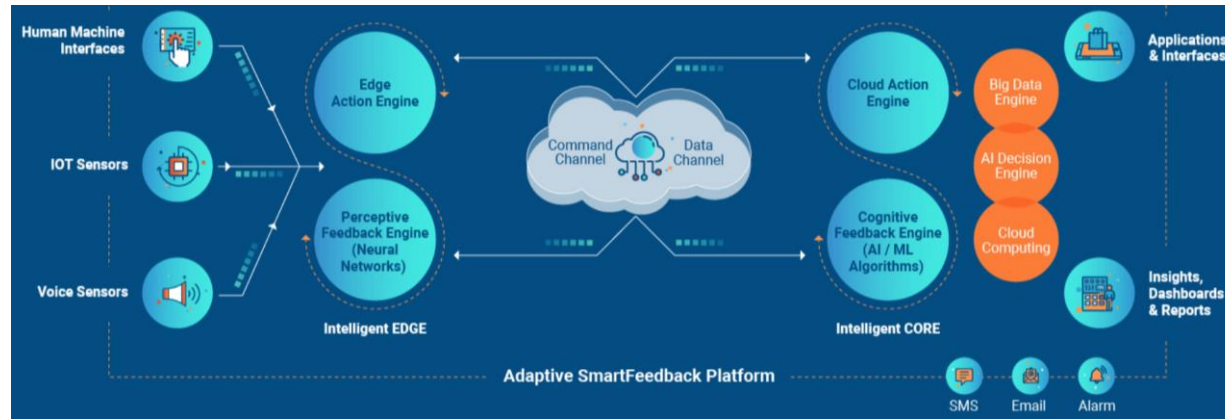 Human Machine
Interfaces
IOT Sensors
Voice Sensors
Edge
Action Engine
Perceptive
Feedback Engine
(Neural
Networks)
Intelligent EDGE
Command
Channel
Data
Channel
Cloud Action
Engine
Cognitive
Feedback Engine
(AI / ML
Algorithms)
Intelligent CORE
Big Data
Engine
AI Decision
Engine
Cloud
Computing
Applications
& Interfaces
Insights,
Dashboards
& Reports
Adaptive SmartFeedback Platform
SMS
Email
Alarm